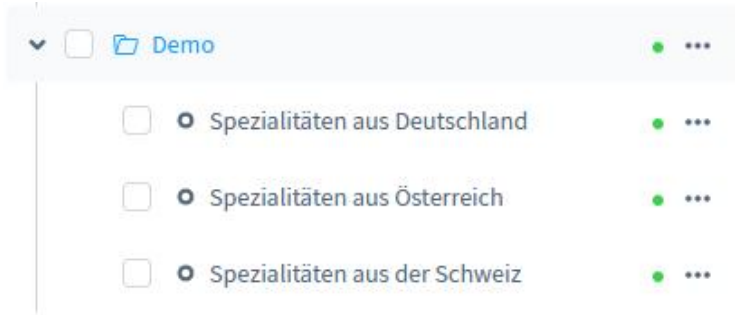 Demo
Spezialitäten aus Deutschland
Spezialitäten aus Österreich
Spezialitäten aus der Schweiz